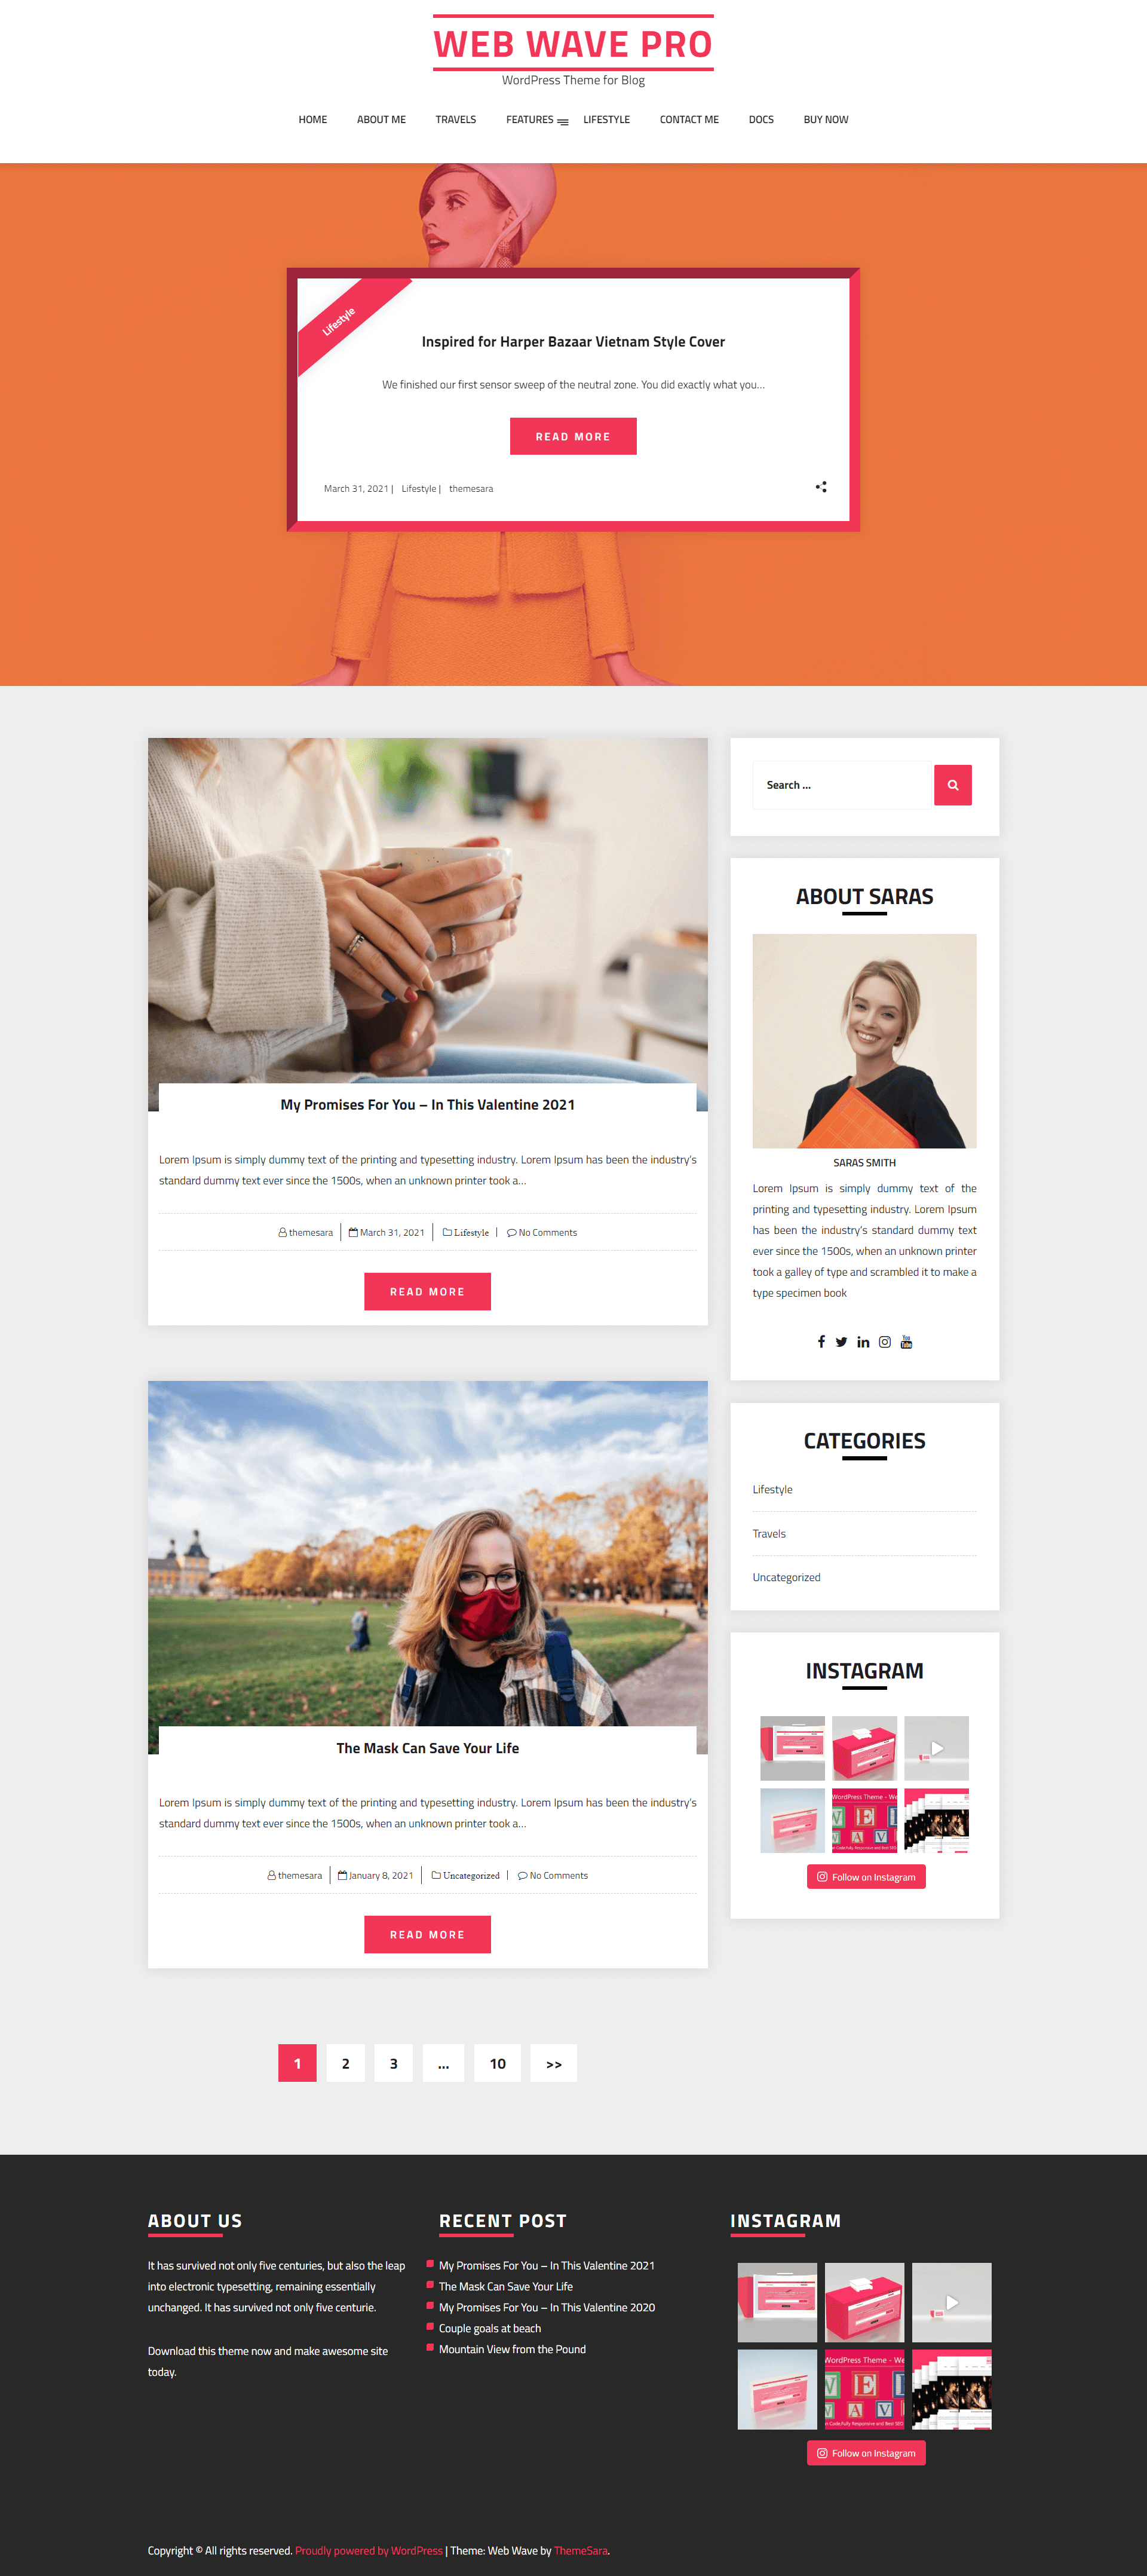 WEB WAVE PRO
WordPress Theme for Blog
HOME ABOUT ME TRAVELS FEATURES LIFESTYLE CONTACT ME DOCS BUY NOW
Lifestyle
Inspired for Harper Bazaar Vietnam Style Cover
We finished our first sensor sweep of the neutral zone. You did exactly what you...
READ MORE
March 31, 2021 | Lifestyle | themesara
My Promises For You – In This Valentine 2021
Lorem Ipsum is simply dummy text of the printing and typesetting industry. Lorem Ipsum has been the industry's
standard dummy text ever since the 1500s, when an unknown printer took a...
themesara March 31, 2021 Lifestyle No Comments
READ MORE
The Mask Can Save Your Life
Lorem Ipsum is simply dummy text of the printing and typesetting industry. Lorem Ipsum has been the industry's
standard dummy text ever since the 1500s, when an unknown printer took a...
themesara January 8, 2021 Uncategorized No Comments
READ MORE
1 2 3 ... 10 >>
Search ...
ABOUT SARAS
SARAS SMITH
Lorem Ipsum is simply dummy text of the
printing and typesetting industry. Lorem Ipsum
has been the industry's standard dummy text
ever since the 1500s, when an unknown printer
took a galley of type and scrambled it to make a
type specimen book
You
Tube
CATEGORIES
Lifestyle
Travels
Uncategorized
INSTAGRAM
WordPress Theme - We
W E
A V
Follow on Instagram
ABOUT US
It has survived not only five centuries, but also the leap
into electronic typesetting, remaining essentially
unchanged. It has survived not only five centurie.
Download this theme now and make awesome site
today.
RECENT POST
My Promises For You – In This Valentine 2021
The Mask Can Save Your Life
My Promises For You – In This Valentine 2020
Couple goals at beach
Mountain View from the Pound
INSTAGRAM
WordPress Theme - We
W E
A V
n Code,Fully Responsive and Best SEO
Follow on Instagram
Copyright © All rights reserved. Proudly powered by WordPress | Theme: Web Wave by ThemeSara.